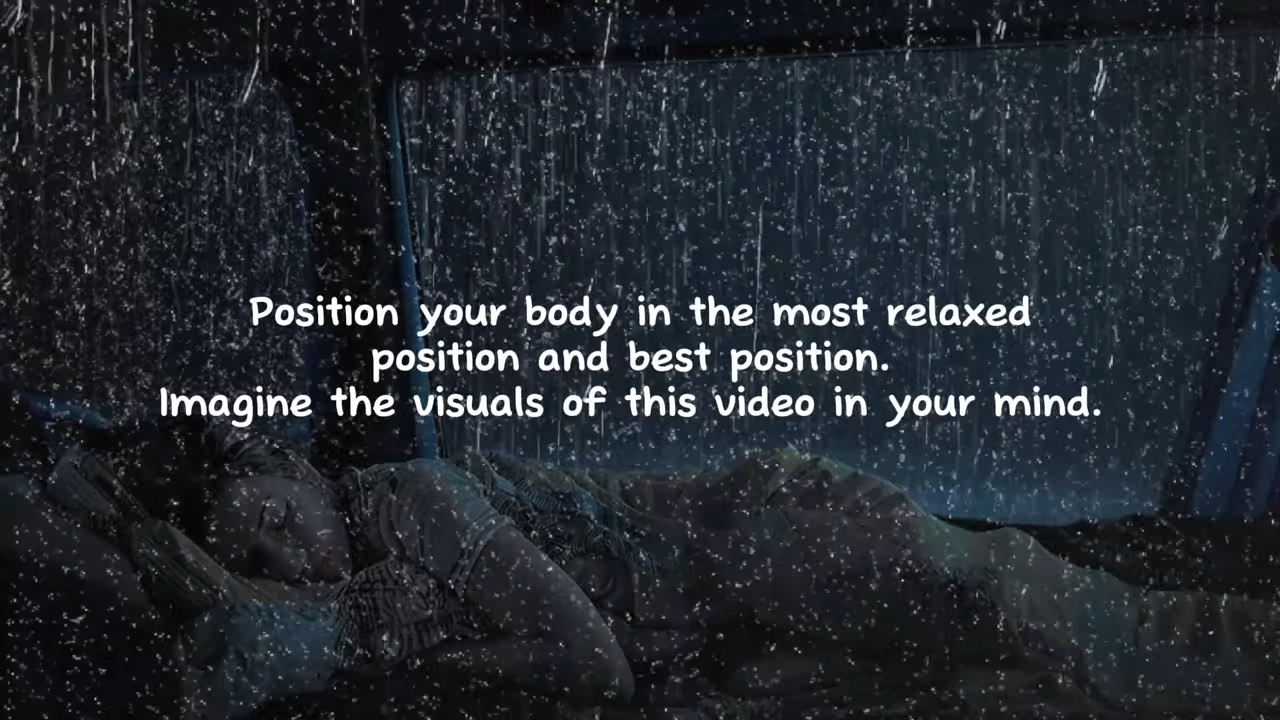 Position your body in the most relaxed
position and best position.
Imagine the visuals of this video in your mind.